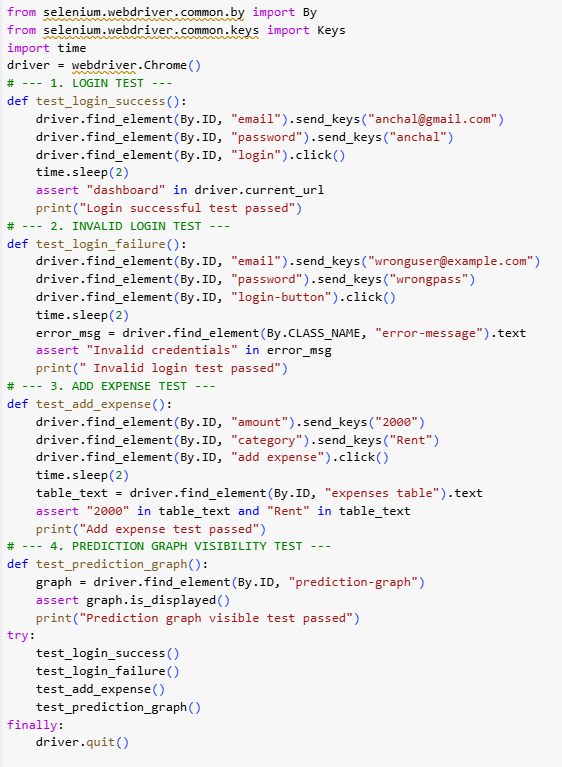 from selenium.webdriver.common.by import By
from selenium.webdriver.common.keys import Keys
import time
driver = webdriver.Chrome()
# --- 1. LOGIN TEST ---
def test_login_success():
    driver.find_element(By.ID, "email").send_keys("anchal@gmail.com")
    driver.find_element(By.ID, "password").send_keys("anchal")
    driver.find_element(By.ID, "login").click()
    time.sleep(2)
    assert "dashboard" in driver.current_url
    print("Login successful test passed")
# --- 2. INVALID LOGIN TEST ---
def test_login_failure():
    driver.find_element(By.ID, "email").send_keys("wronguser@example.com")
    driver.find_element(By.ID, "password").send_keys("wrongpass")
    driver.find_element(By.ID, "login-button").click()
    time.sleep(2)
    error_msg = driver.find_element(By.CLASS_NAME, "error-message").text
    assert "Invalid credentials" in error_msg
    print(" Invalid login test passed")
# --- 3. ADD EXPENSE TEST ---
def test_add_expense():
    driver.find_element(By.ID, "amount").send_keys("2000")
    driver.find_element(By.ID, "category").send_keys("Rent")
    driver.find_element(By.ID, "add expense").click()
    time.sleep(2)
    table_text = driver.find_element(By.ID, "expenses table").text
    assert "2000" in table_text and "Rent" in table_text
    print("Add expense test passed")
# --- 4. PREDICTION GRAPH VISIBILITY TEST ---
def test_prediction_graph():
    graph = driver.find_element(By.ID, "prediction-graph")
    assert graph.is_displayed()
    print("Prediction graph visible test passed")
try:
    test_login_success()
    test_login_failure()
    test_add_expense()
    test_prediction_graph()
finally:
    driver.quit()